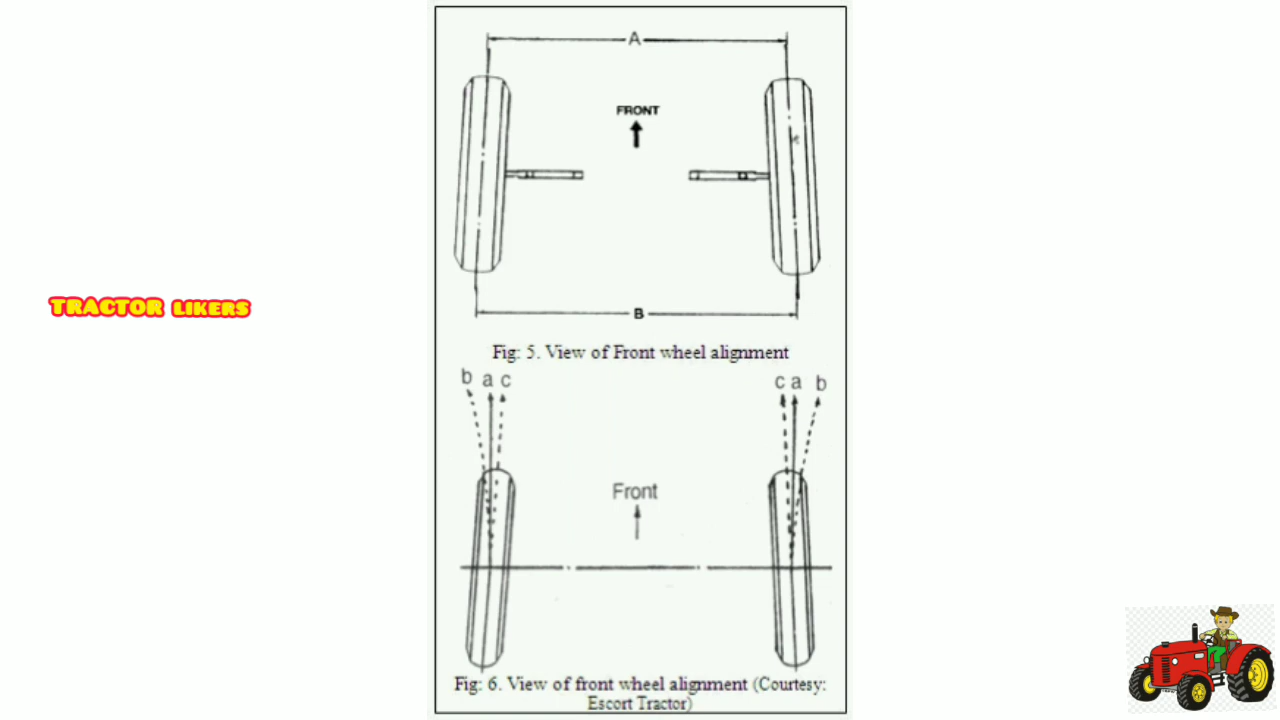 A
FRONT
TRACTOR LIKERS
B
Fig: 5. View of Front wheel alignment
b a c
c a b
Front
Fig: 6. View of front wheel alignment (Courtesy:
Escort Tractor)